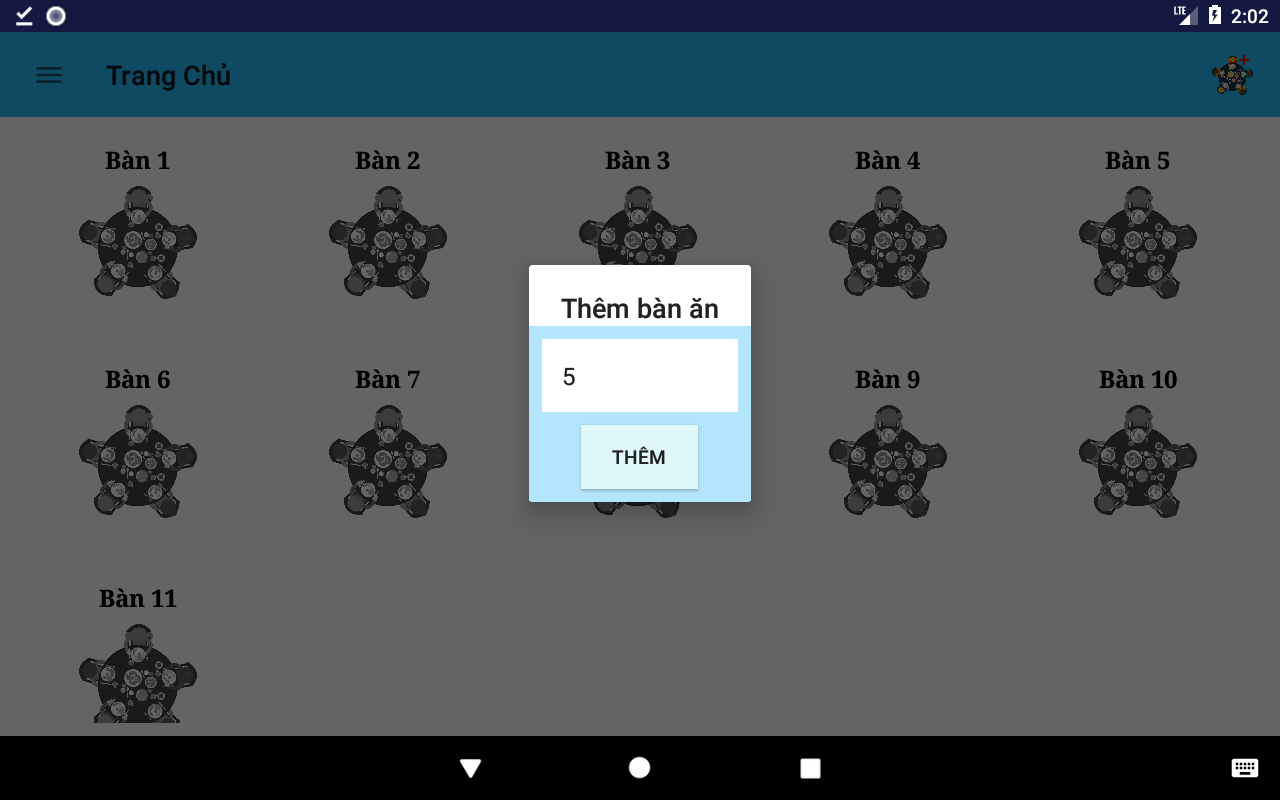 LTE 2:02
Trang Chủ
Bàn 1 Bàn 2 Bàn 3 Bàn 4 Bàn 5
Thêm bàn ăn
5
THÊM
Bàn 6 Bàn 7 Bàn 9 Bàn 10
Bàn 11